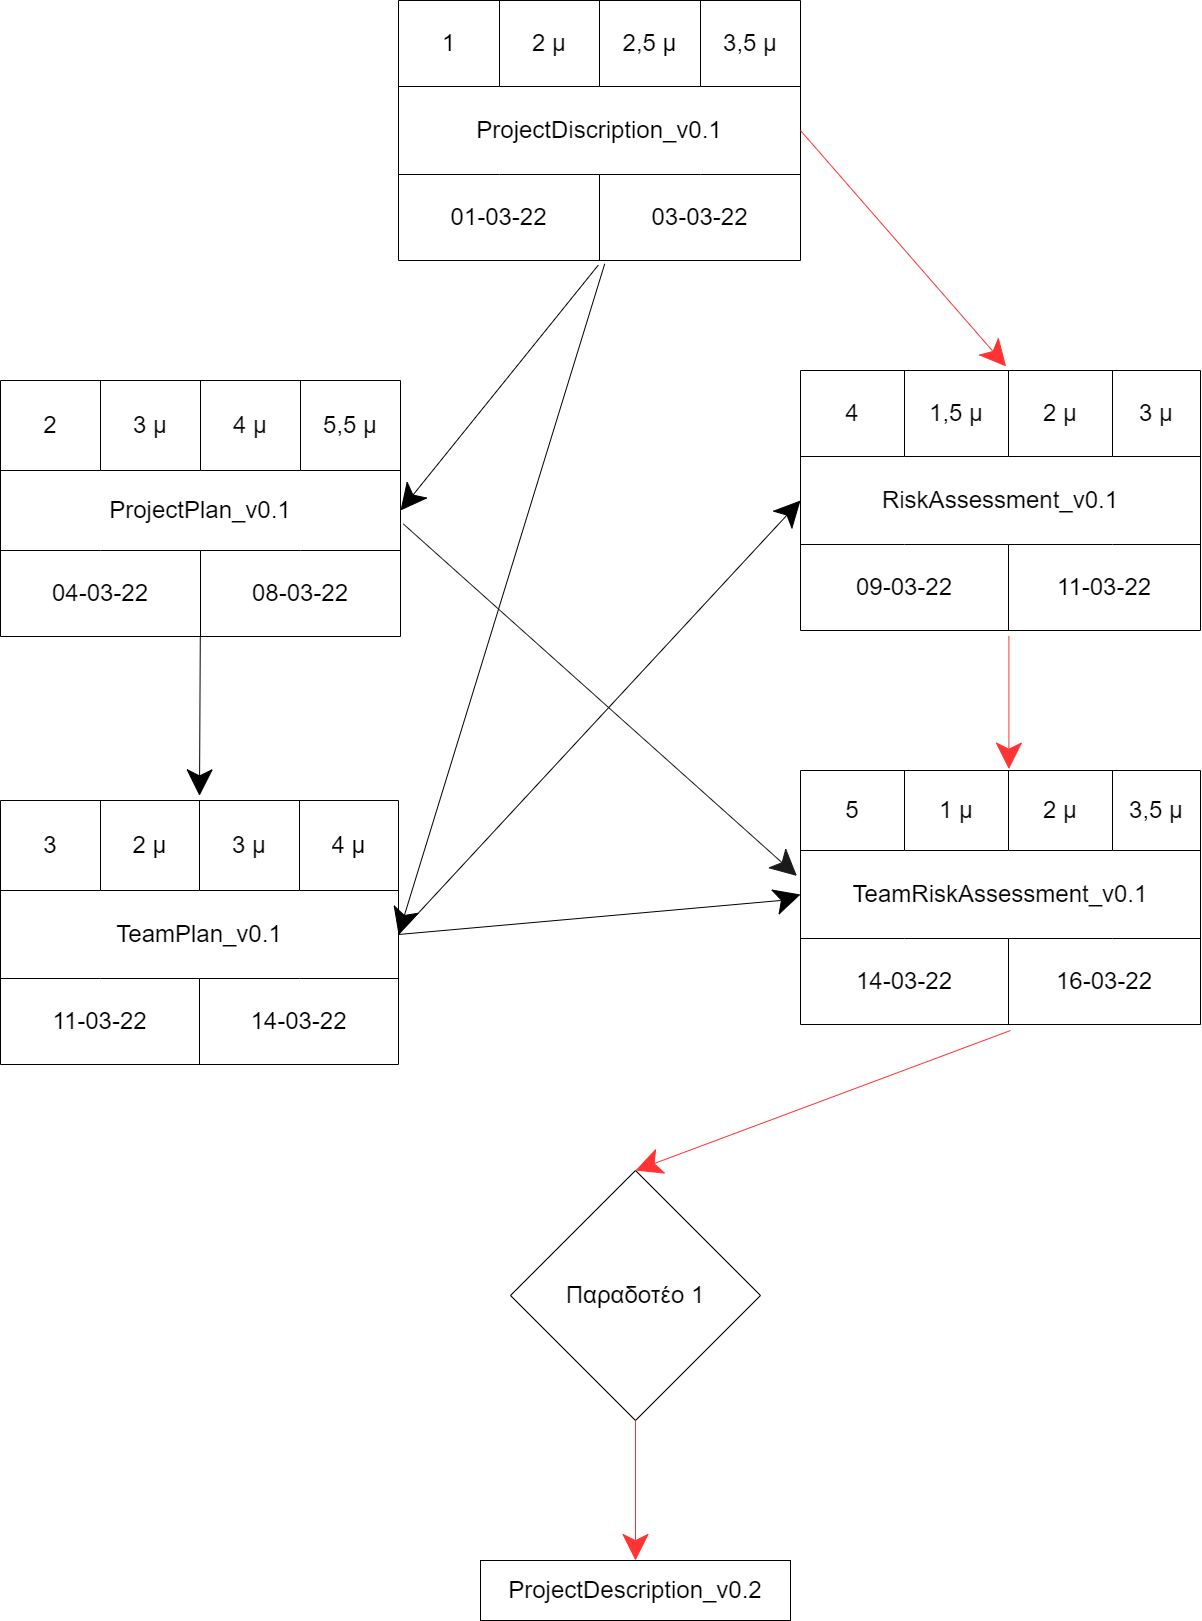 1 2 μ 2,5 μ 3,5 μ
ProjectDiscription_v0.1
01-03-22 03-03-22
2 3 μ 4 μ 5,5 μ
ProjectPlan_v0.1
04-03-22 08-03-22
4 1,5 μ 2 μ 3 μ
RiskAssessment_v0.1
09-03-22 11-03-22
3 2 μ 3 μ 4 μ
TeamPlan_v0.1
11-03-22 14-03-22
5 1 μ 2 μ 3,5 μ
TeamRiskAssessment_v0.1
14-03-22 16-03-22
Παραδοτέο 1
ProjectDescription_v0.2